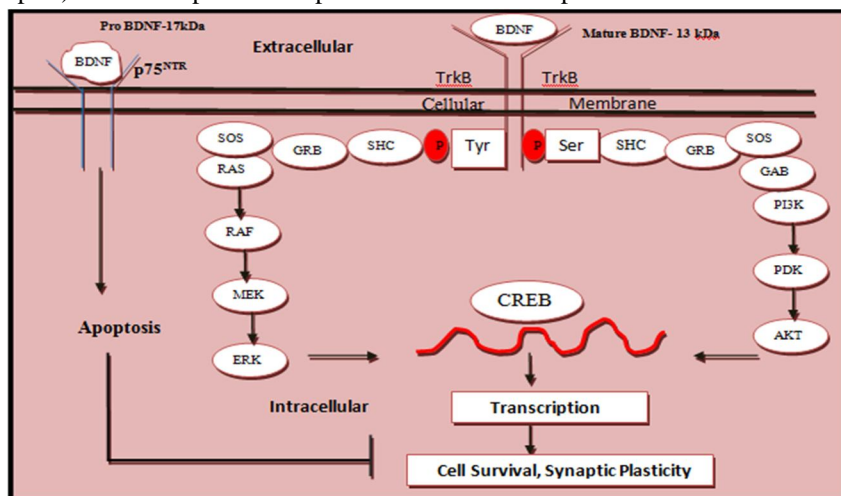 Pro BDNF-17kDa
BDNF
p75NTR
Extracellular
BDNF
Mature BDNF- 13 kDa
TrkB
TrkB
Cellular
Membrane
SOS
RAS
GRB
SHC
P
Tyr
P
Ser
SHC
GRB
SOS
GAB
PI3K
RAF
PDK
MEK
CREB
Apoptosis
AKT
ERK
Intracellular
Transcription
Cell Survival, Synaptic Plasticity